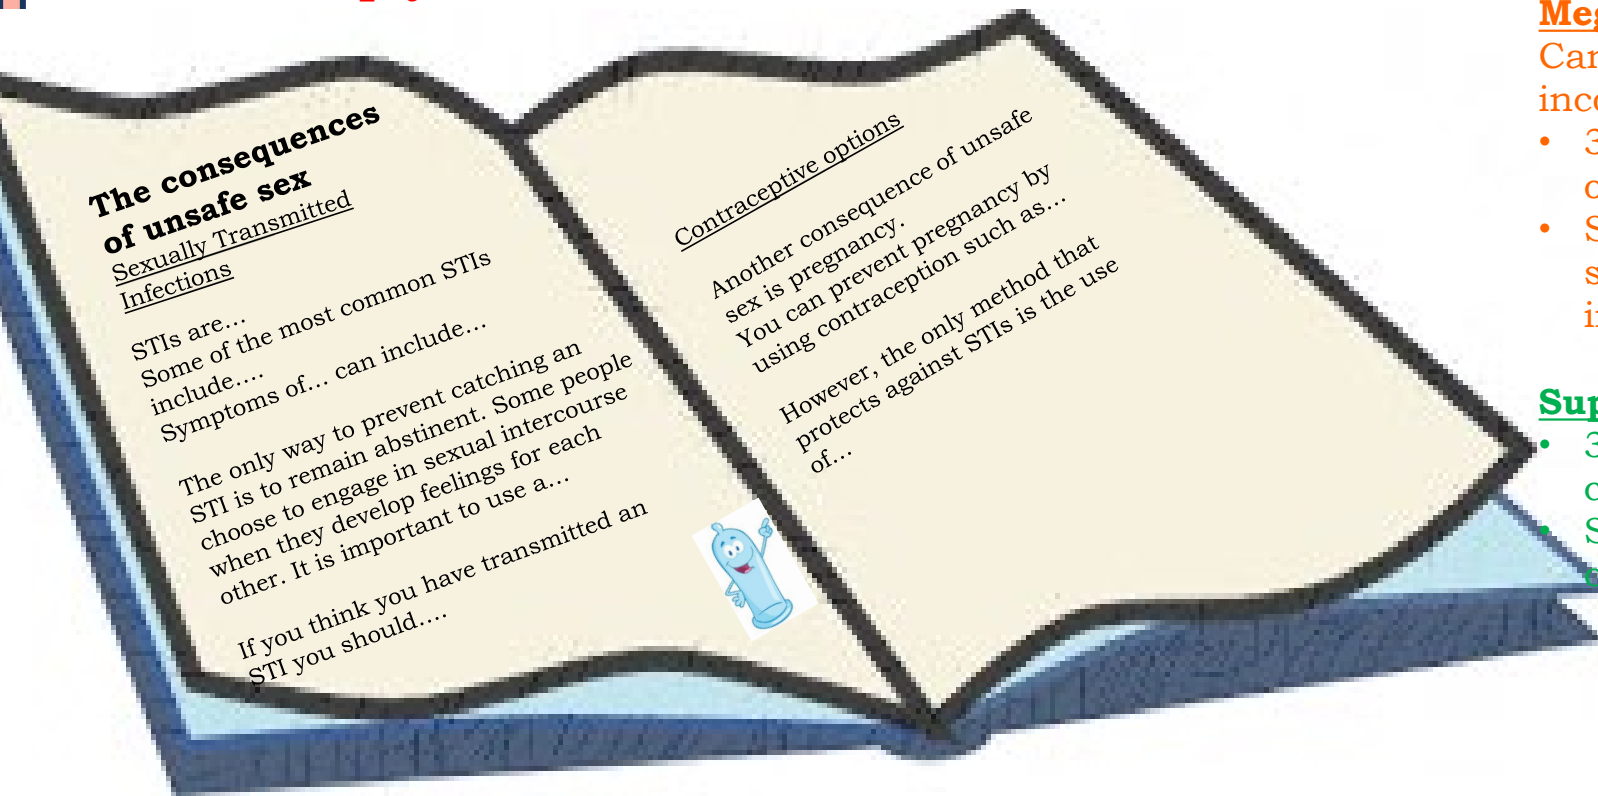 The consequences
of unsafe sex
Sexually Transmitted
Infections
STIs are...
Some of the most common STIs
include....
Symptoms of... can include...
The only way to prevent catching an
STI is to remain abstinent. Some people
choose to engage in sexual intercourse
when they develop feelings for each
other. It is important to use a...
If you think you have transmitted an
STI you should....
Contraceptive options
Another consequence of unsafe
sex is pregnancy.
You can prevent pregnancy by
using contraception such as...
However, the only method that
protects against STIs is the use
of...